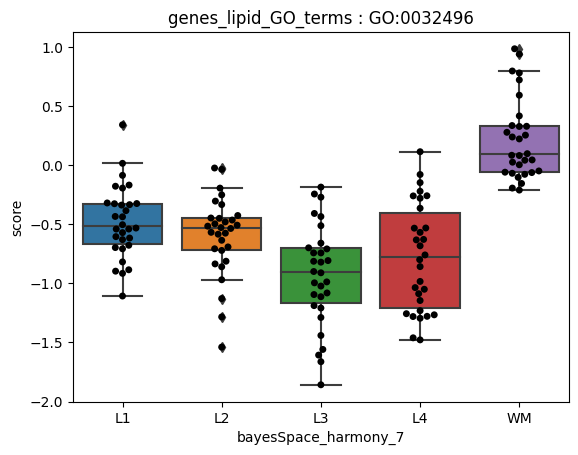 genes_lipid_GO_terms : GO:0032496
1.0
0.5
0.0
−0.5
−1.0
−1.5
−2.0
score
L1 L2 L3 L4 WM
bayesSpace_harmony_7